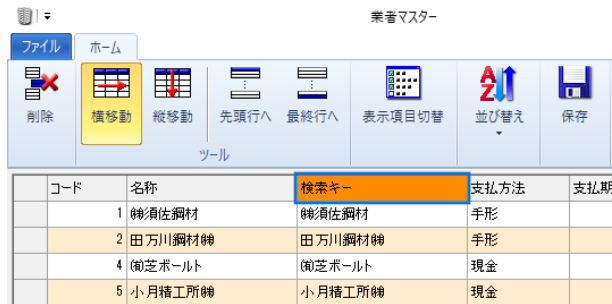 業者マスター
ファイル ホーム
削除 横移動 縦移動 先頭行へ 最終行へ 表示項目切替 並び替え 保存
ツール
コード 名称 検索キー 支払方法 支払期
1 ㈱須佐鋼材 ㈱須佐鋼材 手形
2 田万川鋼材㈱ 田万川鋼材㈱ 手形
4 ㈲芝ボールト ㈲芝ボールト 現金
5 小月精工所㈱ 小月精工所㈱ 現金